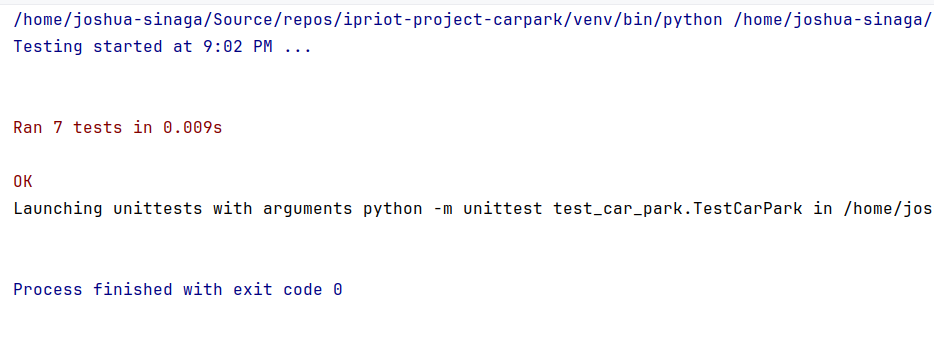 /home/joshua-sinaga/Source/repos/ipriot-project-carpark/venv/bin/python /home/joshua-sinaga/
Testing started at 9:02 PM ...
Ran 7 tests in 0.009s
OK
Launching unittests with arguments python -m unittest test_car_park.TestCarPark in /home/jos
Process finished with exit code 0